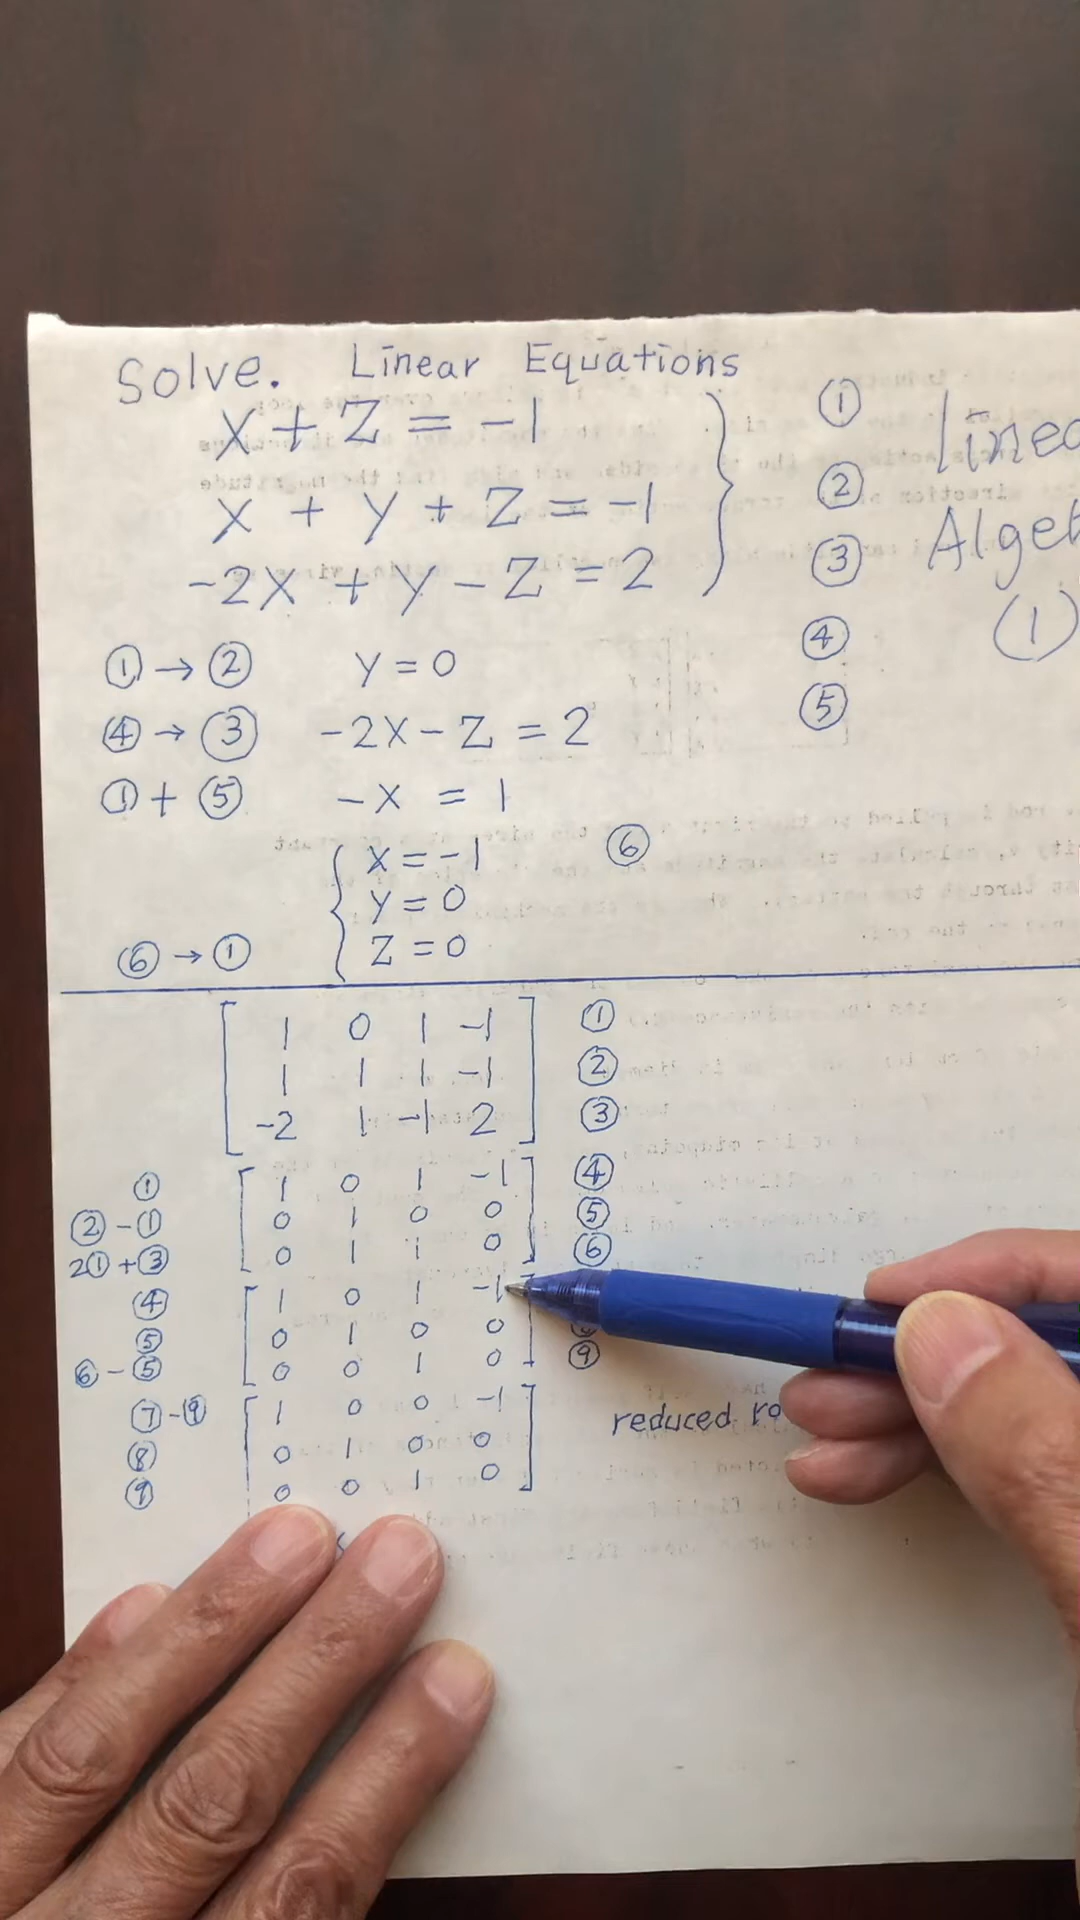 Solve. Linear Equations
X + Z = -1 ①
X + Y + Z = -1 ②
-2X + Y - Z = 2 ③
(1)
① → ② Y = 0 ④
④ → ③ -2X - Z = 2 ⑤
① + ⑤ -X = 1
X = -1 ⑥
Y = 0
⑥ → ① Z = 0
1 0 1 -1 ①
1 1 1 -1 ②
-2 1 -1 2 ③
① 1 0 1 -1 ④
② - ① 0 1 0 0 ⑤
2① + ③ 0 1 1 0 ⑥
④ 1 0 1 -1
⑤ 0 1 0 0
⑥ - ⑤ 0 0 1 0 ⑨
⑦ - ⑨ 1 0 0 -1
reduced
⑧ 0 1 0 0
⑨ 0 0 1 0